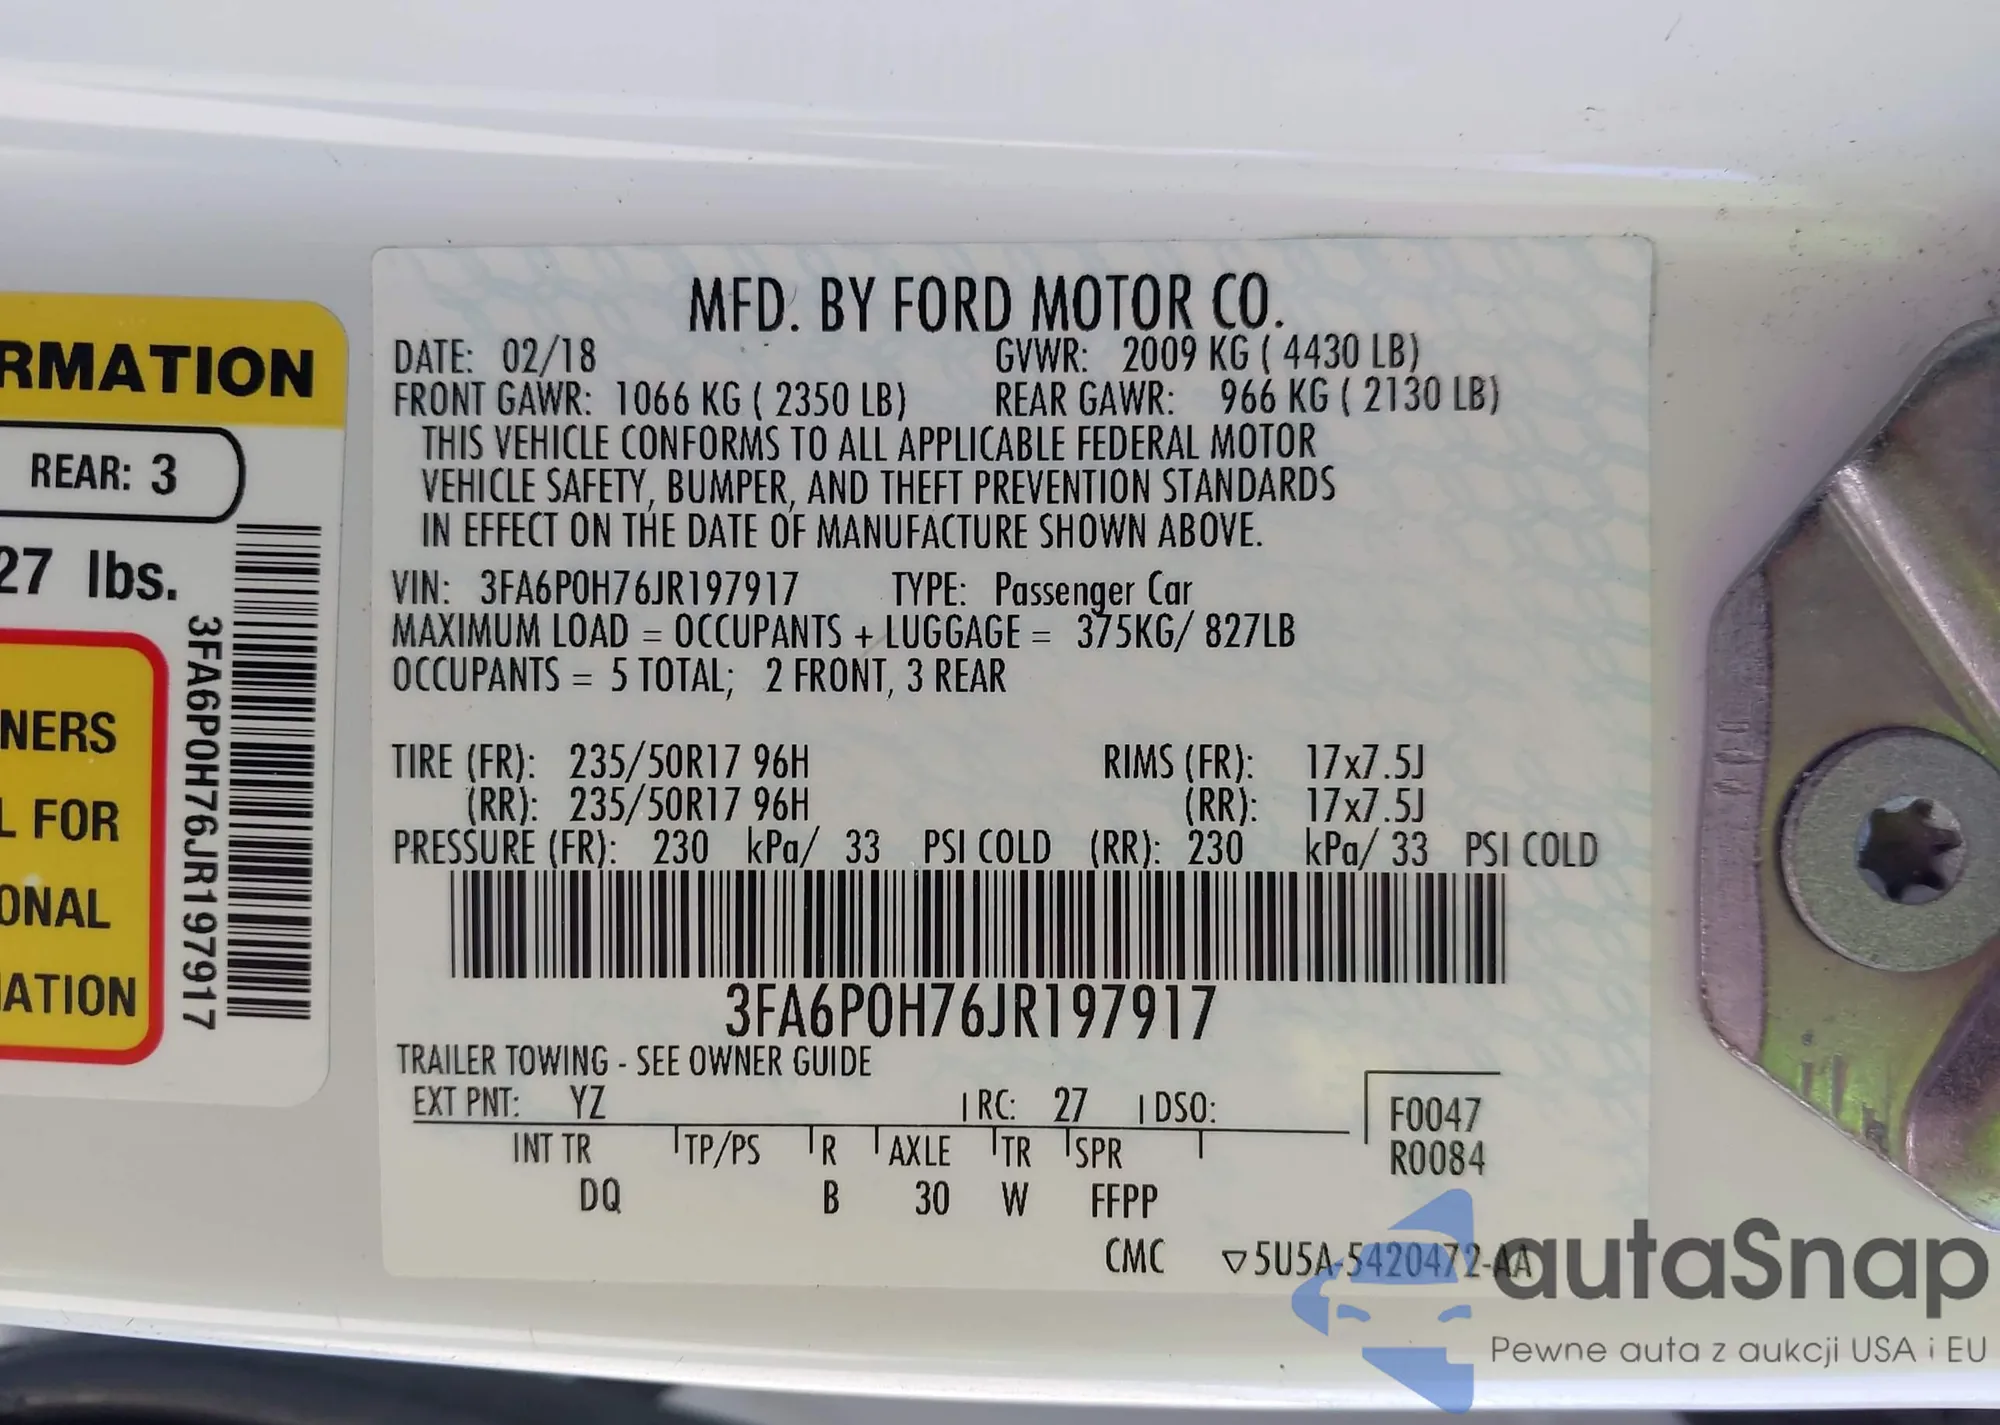 RMATION
REAR: 3
27 lbs.
NERS
L FOR
ONAL
ATION
3FA6P0H76JR197917
MFD. BY FORD MOTOR CO.
DATE: 02/18 GVWR: 2009 KG ( 4430 LB)
FRONT GAWR: 1066 KG ( 2350 LB) REAR GAWR: 966 KG ( 2130 LB)
THIS VEHICLE CONFORMS TO ALL APPLICABLE FEDERAL MOTOR
VEHICLE SAFETY, BUMPER, AND THEFT PREVENTION STANDARDS
IN EFFECT ON THE DATE OF MANUFACTURE SHOWN ABOVE.
VIN: 3FA6P0H76JR197917 TYPE: Passenger Car
MAXIMUM LOAD = OCCUPANTS + LUGGAGE = 375KG/ 827LB
OCCUPANTS = 5 TOTAL; 2 FRONT, 3 REAR
TIRE (FR): 235/50R17 96H RIMS (FR): 17x7.5J
(RR): 235/50R17 96H (RR): 17x7.5J
PRESSURE (FR): 230 kPa/ 33 PSI COLD (RR): 230 kPa/ 33 PSI COLD
3FA6P0H76JR197917
TRAILER TOWING - SEE OWNER GUIDE
EXT PNT: YZ RC: 27 DSO:
INT TR TP/PS R AXLE TR SPR
DQ B 30 W FFPP
F0047
R0084
CMC ▽5U5A-5420472-AA
autaSnap
Pewne auta z aukcji USA i EU